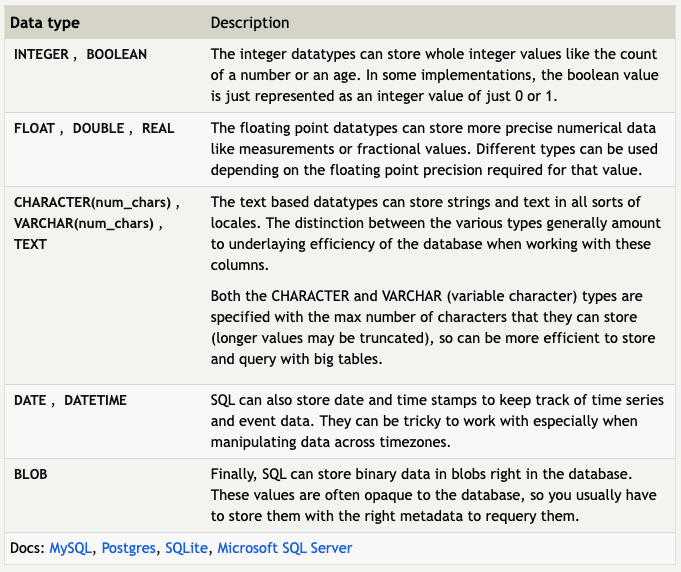 Data type Description
INTEGER , BOOLEAN The integer datatypes can store whole integer values like the count
of a number or an age. In some implementations, the boolean value
is just represented as an integer value of just 0 or 1.
FLOAT , DOUBLE , REAL The floating point datatypes can store more precise numerical data
like measurements or fractional values. Different types can be used
depending on the floating point precision required for that value.
CHARACTER(num_chars) , The text based datatypes can store strings and text in all sorts of
VARCHAR(num_chars) , locales. The distinction between the various types generally amount
TEXT to underlaying efficiency of the database when working with these
columns.
Both the CHARACTER and VARCHAR (variable character) types are
specified with the max number of characters that they can store
(longer values may be truncated), so can be more efficient to store
and query with big tables.
DATE , DATETIME SQL can also store date and time stamps to keep track of time series
and event data. They can be tricky to work with especially when
manipulating data across timezones.
BLOB Finally, SQL can store binary data in blobs right in the database.
These values are often opaque to the database, so you usually have
to store them with the right metadata to requery them.
Docs: MySQL, Postgres, SQLite, Microsoft SQL Server